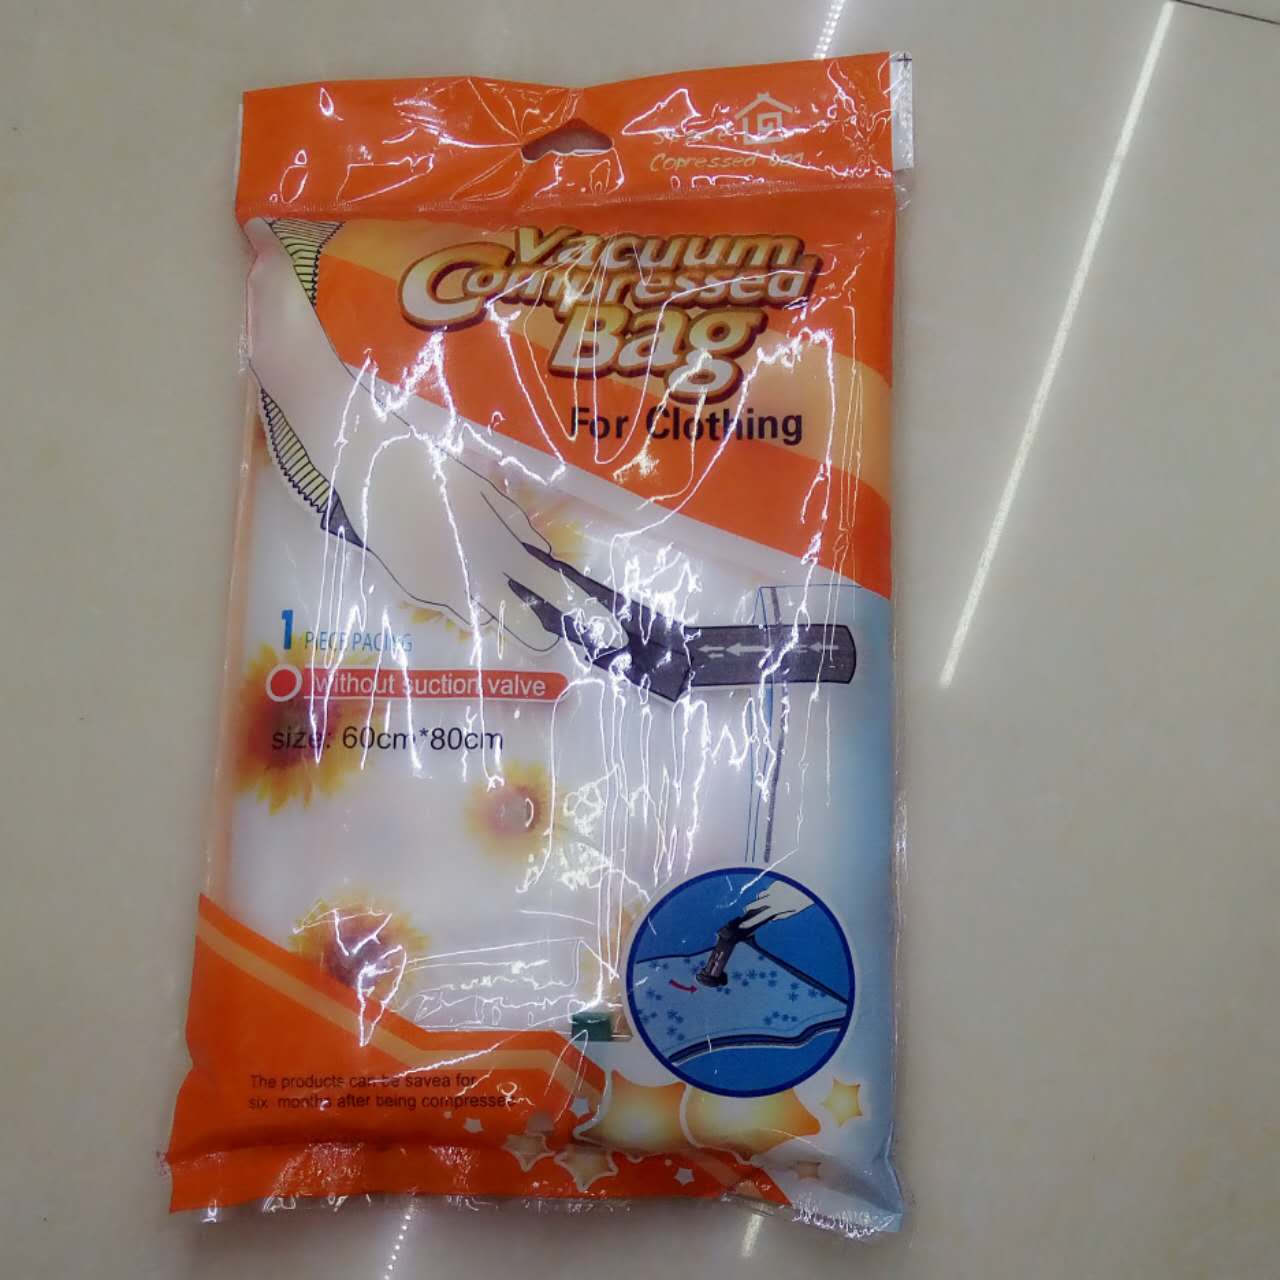 Copressed bag
Vacuum
Compressed
Bag
For Clothing
1 PIECE PACING
without suction valve
size: 60cm*80cm
The products can be savea for
six months after being compressed